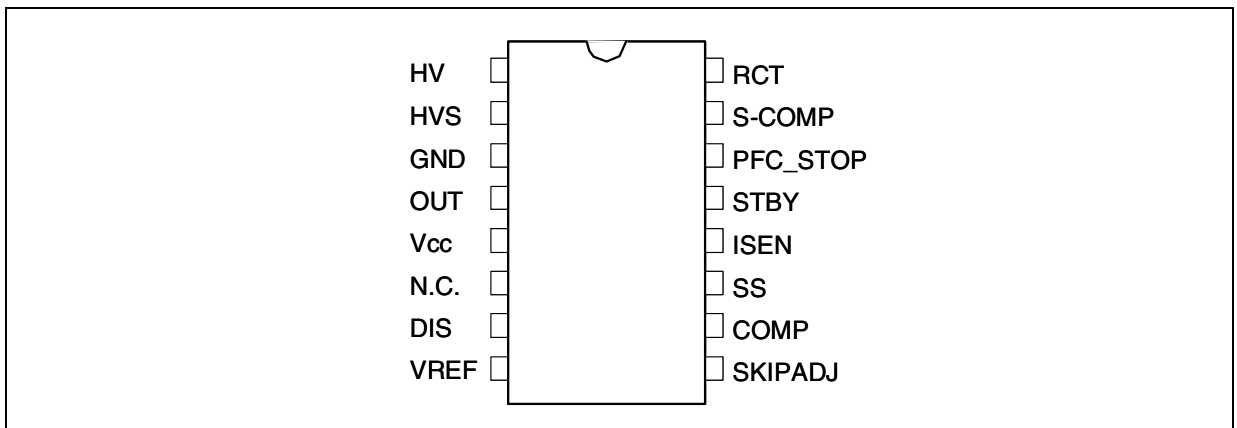 HV
HVS
GND
OUT
Vcc
N.C.
DIS
VREF
RCT
S-COMP
PFC_STOP
STBY
ISEN
SS
COMP
SKIPADJ